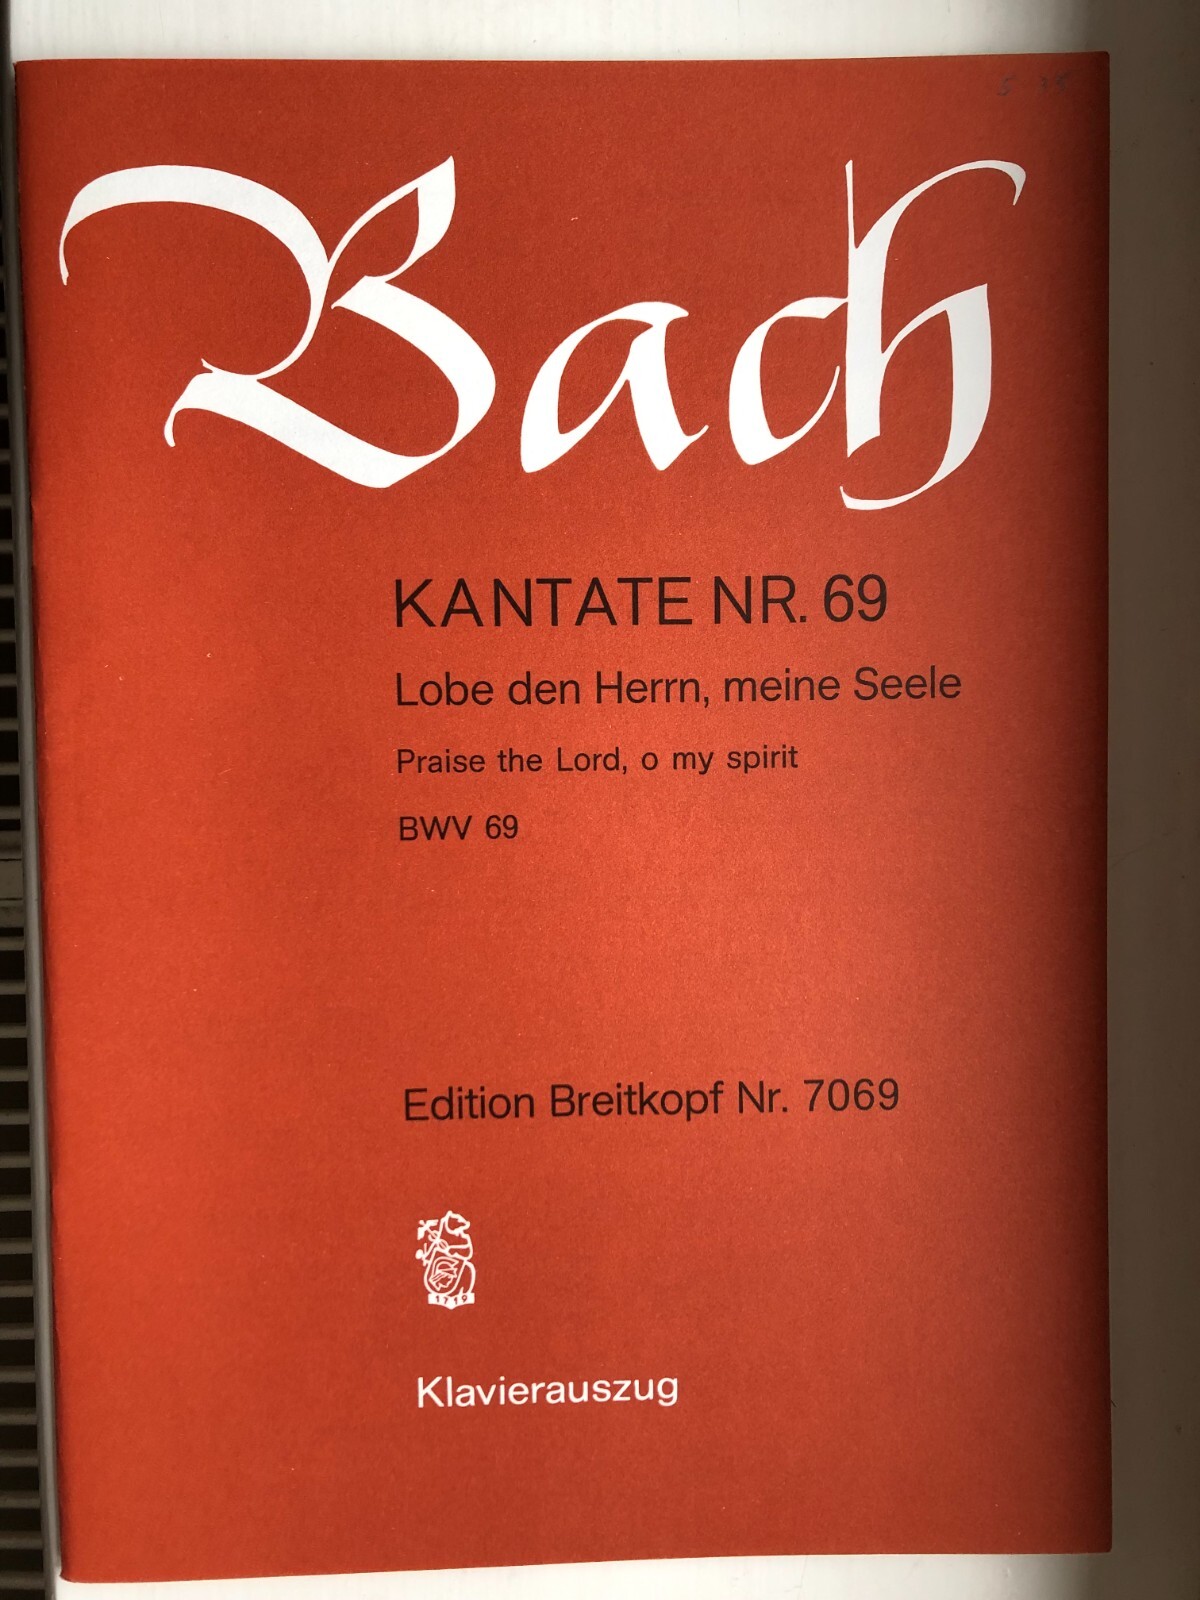 Bach
KANTATE NR. 69
Lobe den Herrn, meine Seele
Praise the Lord, o my spirit
BWV 69
Edition Breitkopf Nr. 7069
1719
Klavierauszug